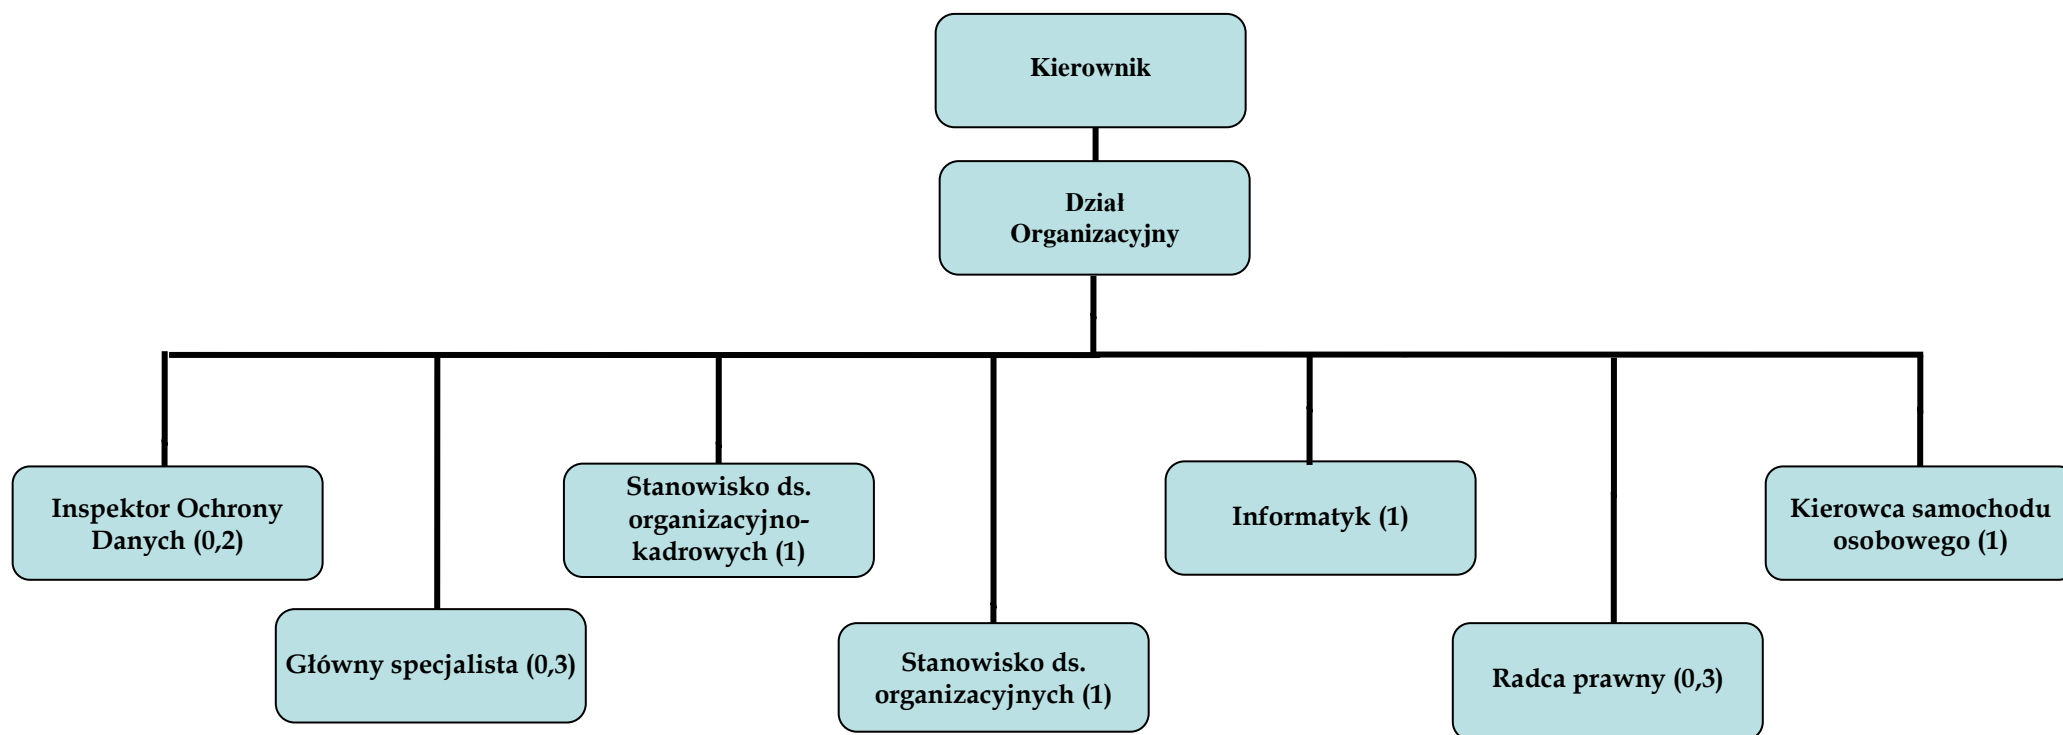 Kierownik
Dział
Organizacyjny
Inspektor Ochrony
Danych (0,2)
Główny specjalista (0,3)
Stanowisko ds.
organizacyjno-
kadrowych (1)
Stanowisko ds.
organizacyjnych (1)
Informatyk (1)
Radca prawny (0,3)
Kierowca samochodu
osobowego (1)